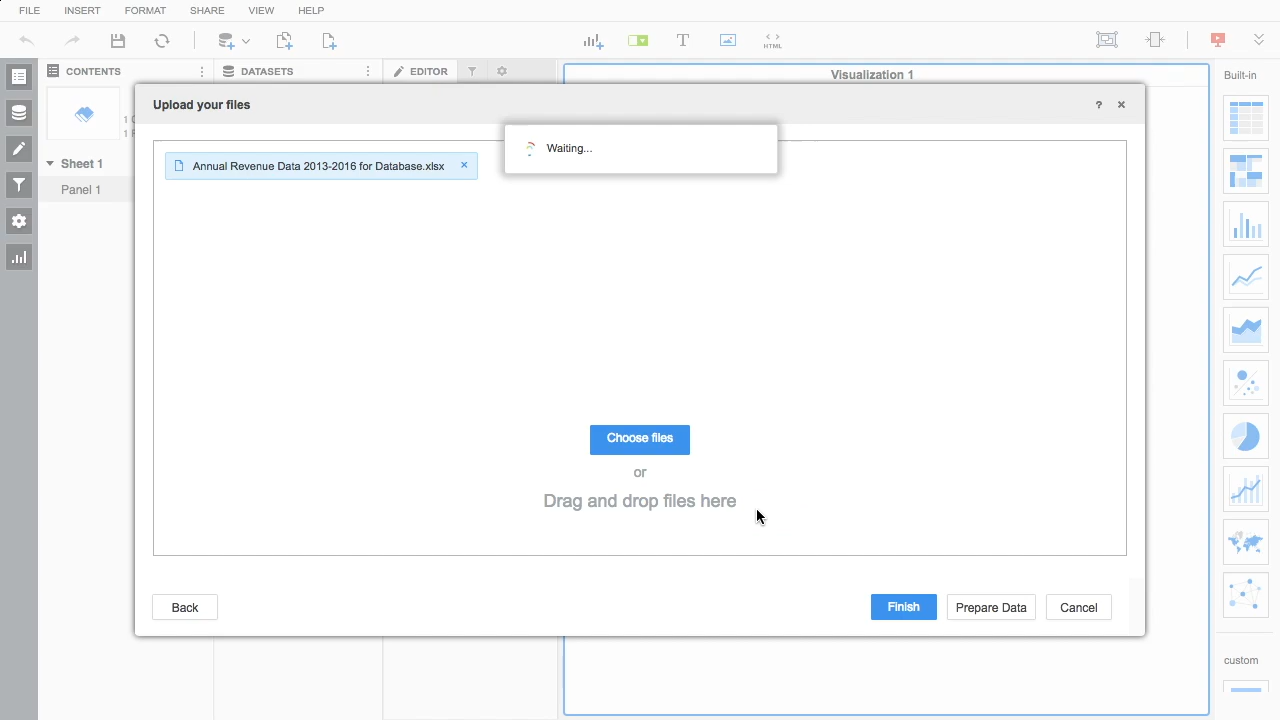 FILE INSERT FORMAT SHARE VIEW HELP
HTML
CONTENTS DATASETS EDITOR
Visualization 1
Built-in
Upload your files ?
Waiting...
Annual Revenue Data 2013-2016 for Database.xlsx
Sheet 1
Panel 1
Choose files
or
Drag and drop files here
Back Finish Prepare Data Cancel
custom